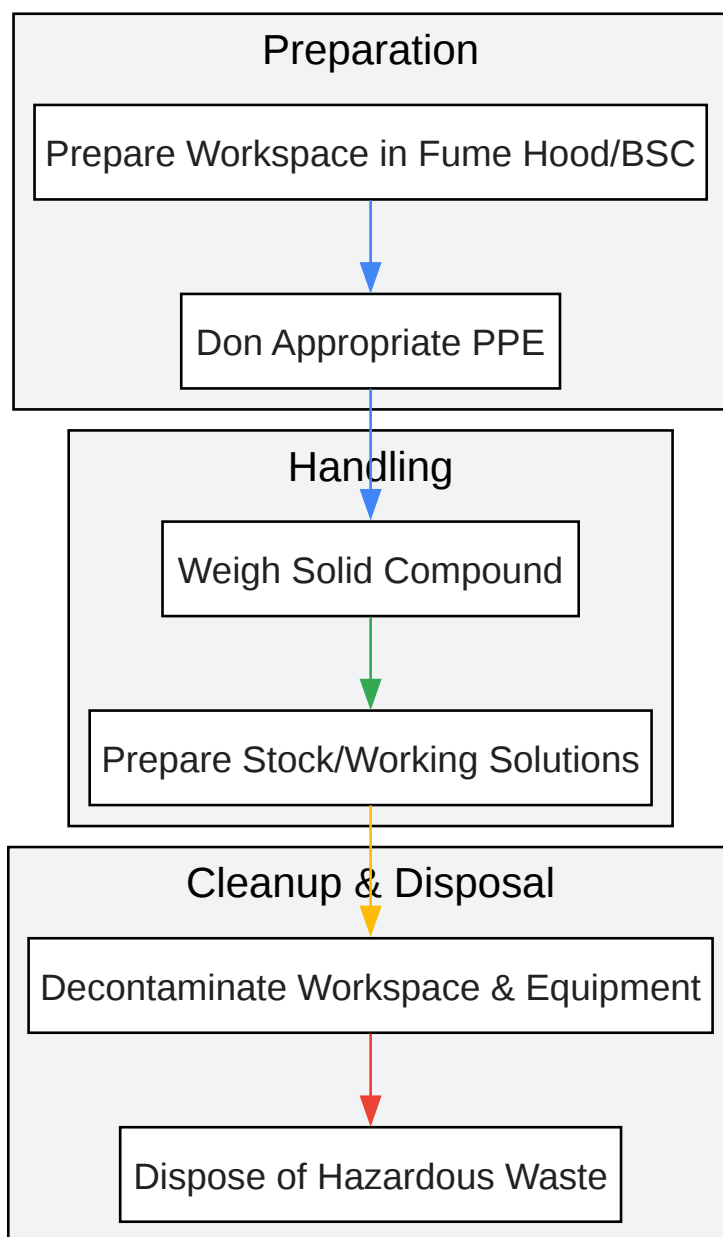 Preparation
Prepare Workspace in Fume Hood/BSC
Don Appropriate PPE
Handling
Weigh Solid Compound
Prepare Stock/Working Solutions
Cleanup & Disposal
Decontaminate Workspace & Equipment
Dispose of Hazardous Waste